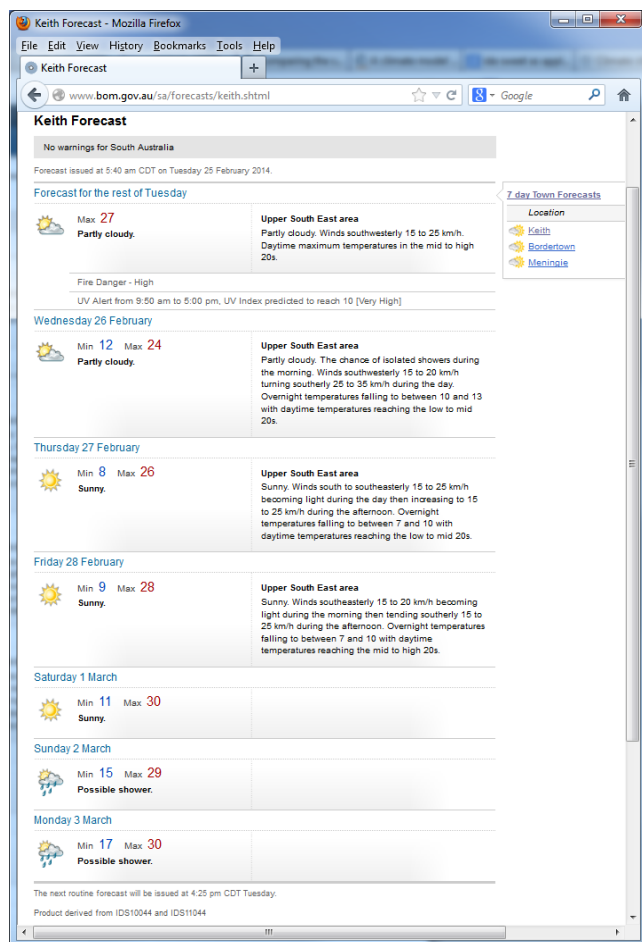 Keith Forecast - Mozilla Firefox
File Edit View History Bookmarks Tools Help
Keith Forecast
www.bom.gov.au/sa/forecasts/keith.shtml
Google
Keith Forecast
No warnings for South Australia
Forecast issued at 5:40 am CDT on Tuesday 25 February 2014.
Forecast for the rest of Tuesday
Max 27
Partly cloudy.
Upper South East area
Partly cloudy. Winds southwesterly 15 to 25 km/h.
Daytime maximum temperatures in the mid to high
20s.
Fire Danger - High
UV Alert from 9:50 am to 5:00 pm, UV Index predicted to reach 10 [Very High]
Wednesday 26 February
Min 12 Max 24
Partly cloudy.
Upper South East area
Partly cloudy. The chance of isolated showers during
the morning. Winds southwesterly 15 to 20 km/h
turning southerly 25 to 35 km/h during the day.
Overnight temperatures falling to between 10 and 13
with daytime temperatures reaching the low to mid
20s.
Thursday 27 February
Min 8 Max 26
Sunny.
Upper South East area
Sunny. Winds south to southeasterly 15 to 25 km/h
becoming light during the day then increasing to 15
to 25 km/h during the afternoon. Overnight
temperatures falling to between 7 and 10 with
daytime temperatures reaching the low to mid 20s.
Friday 28 February
Min 9 Max 28
Sunny.
Upper South East area
Sunny. Winds southeasterly 15 to 20 km/h becoming
light during the morning then tending southerly 15 to
25 km/h during the afternoon. Overnight temperatures
falling to between 7 and 10 with daytime
temperatures reaching the mid to high 20s.
Saturday 1 March
Min 11 Max 30
Sunny.
Sunday 2 March
Min 15 Max 29
Possible shower.
Monday 3 March
Min 17 Max 30
Possible shower.
The next routine forecast will be issued at 4:25 pm CDT Tuesday.
Product derived from IDS10044 and IDS11044
7 day Town Forecasts
Location
Keith
Bordertown
Meningie